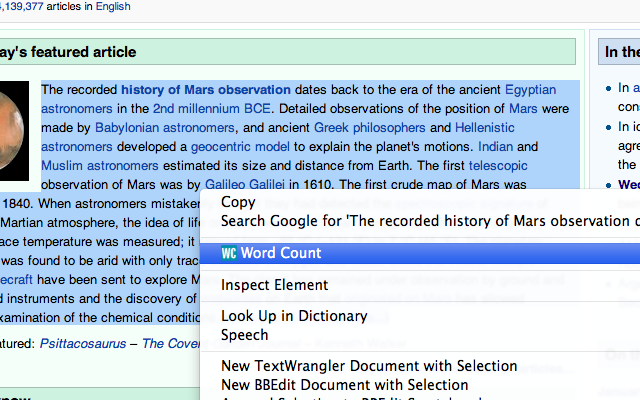 4,139,377 articles in English
ay's featured article
In the
The recorded history of Mars observation dates back to the era of the ancient Egyptian
astronomers in the 2nd millennium BCE. Detailed observations of the position of Mars were
made by Babylonian astronomers, and ancient Greek philosophers and Hellenistic
astronomers developed a geocentric model to explain the planet's motions. Indian and
Muslim astronomers estimated its size and distance from Earth. The first telescopic
observation of Mars was by Galileo Galilei in 1610. The first crude map of Mars was
1840. When astronomers mistaken
Martian atmosphere, the idea of life
ace temperature was measured; it
was found to be arid with only trac
ecraft have been sent to explore M
d instruments and the discovery of
xamination of the chemical conditio
atured: Psittacosaurus – The Cover
In a
cons
In ic
agre
the
Wed
Copy
Search Google for 'The recorded history of Mars observation d
WC Word Count
Inspect Element
Look Up in Dictionary
Speech
New TextWrangler Document with Selection
New BBEdit Document with Selection